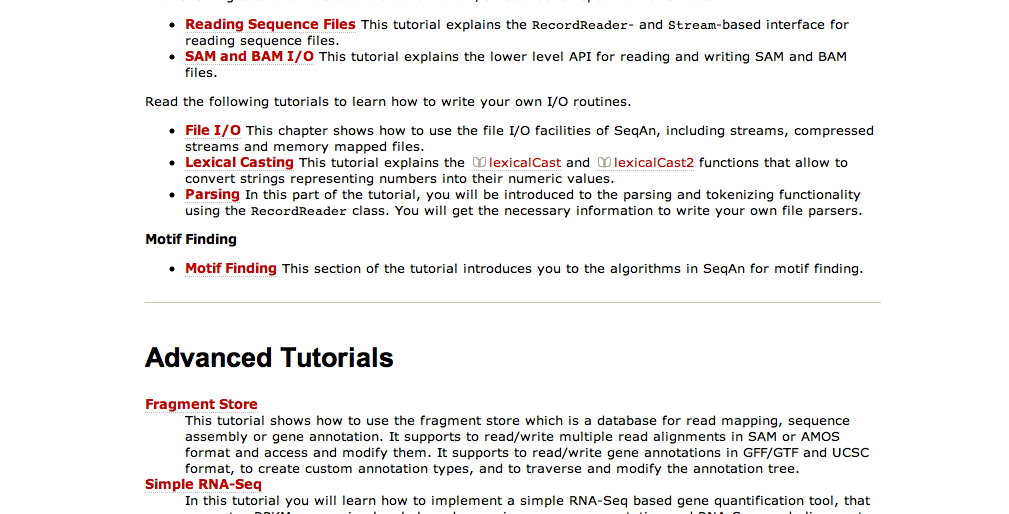 Reading Sequence Files This tutorial explains the RecordReader- and Stream-based interface for
reading sequence files.
SAM and BAM I/O This tutorial explains the lower level API for reading and writing SAM and BAM
files.
Read the following tutorials to learn how to write your own I/O routines.
File I/O This chapter shows how to use the file I/O facilities of SeqAn, including streams, compressed
streams and memory mapped files.
Lexical Casting This tutorial explains the lexicalCast and lexicalCast2 functions that allow to
convert strings representing numbers into their numeric values.
Parsing In this part of the tutorial, you will be introduced to the parsing and tokenizing functionality
using the RecordReader class. You will get the necessary information to write your own file parsers.
Motif Finding
Motif Finding This section of the tutorial introduces you to the algorithms in SeqAn for motif finding.
Advanced Tutorials
Fragment Store
This tutorial shows how to use the fragment store which is a database for read mapping, sequence
assembly or gene annotation. It supports to read/write multiple read alignments in SAM or AMOS
format and access and modify them. It supports to read/write gene annotations in GFF/GTF and UCSC
format, to create custom annotation types, and to traverse and modify the annotation tree.
Simple RNA-Seq
In this tutorial you will learn how to implement a simple RNA-Seq based gene quantification tool, that